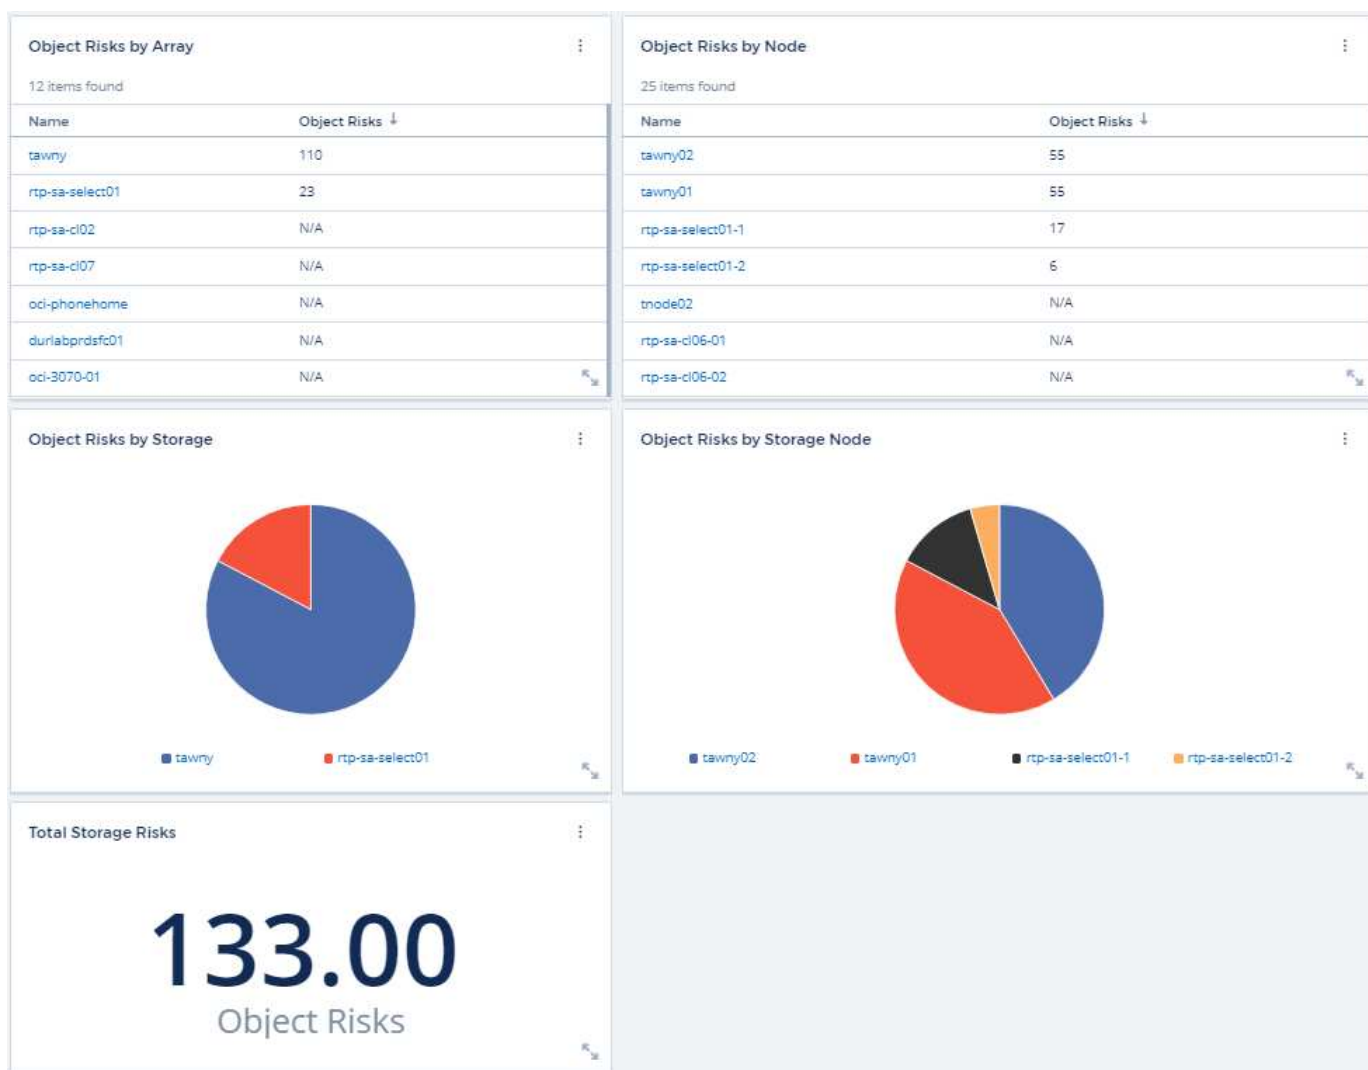 Object Risks by Array
12 items found
Name Object Risks ↓
tawny 110
rtp-sa-select01 23
rtp-sa-cl02 N/A
rtp-sa-cl07 N/A
oci-phonehome N/A
durlabprdsfc01 N/A
oci-3070-01 N/A
Object Risks by Node
25 items found
Name Object Risks ↓
tawny02 55
tawny01 55
rtp-sa-select01-1 17
rtp-sa-select01-2 6
tnode02 N/A
rtp-sa-cl06-01 N/A
rtp-sa-cl06-02 N/A
Object Risks by Storage
tawny rtp-sa-select01
Object Risks by Storage Node
tawny02 tawny01 rtp-sa-select01-1 rtp-sa-select01-2
Total Storage Risks
133.00
Object Risks